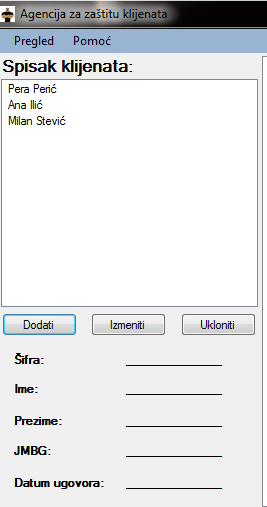 Agencija za zaštitu klijenata
Pregled Pomoć
Spisak klijenata:
Pera Perić
Ana Ilić
Milan Stević
Dodati Izmeniti Ukloniti
Šifra:
Ime:
Prezime:
JMBG:
Datum ugovora: